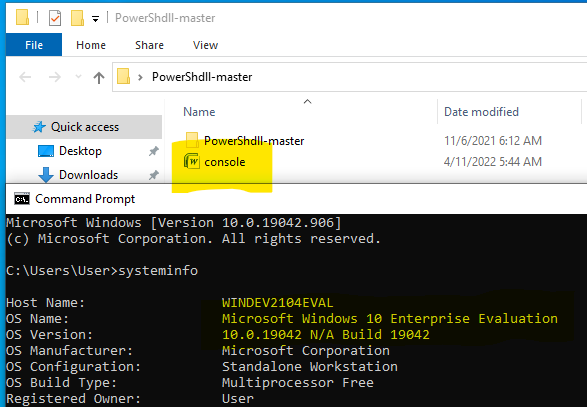 PowerShdll-master
File Home Share View
PowerShdll-master
Name Date modified
Quick access
PowerShdll-master 11/6/2021 6:12 AM
Desktop
console 4/11/2022 5:44 AM
Downloads
Command Prompt
Microsoft Windows [Version 10.0.19042.906]
(c) Microsoft Corporation. All rights reserved.
C:\Users\User>systeminfo
Host Name: WINDEV2104EVAL
OS Name: Microsoft Windows 10 Enterprise Evaluation
OS Version: 10.0.19042 N/A Build 19042
OS Manufacturer: Microsoft Corporation
OS Configuration: Standalone Workstation
OS Build Type: Multiprocessor Free
Registered Owner: User